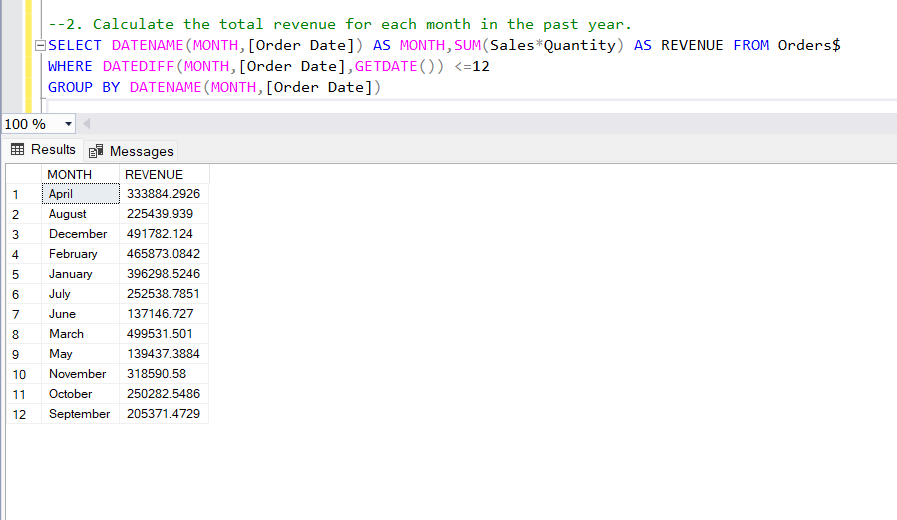 --2. Calculate the total revenue for each month in the past year.
SELECT DATENAME(MONTH,[Order Date]) AS MONTH,SUM(Sales*Quantity) AS REVENUE FROM Orders$
WHERE DATEDIFF(MONTH,[Order Date],GETDATE()) <=12
GROUP BY DATENAME(MONTH,[Order Date])
100 %
Results Messages
MONTH REVENUE
1 April 333884.2926
2 August 225439.939
3 December 491782.124
4 February 465873.0842
5 January 396298.5246
6 July 252538.7851
7 June 137146.727
8 March 499531.501
9 May 139437.3884
10 November 318590.58
11 October 250282.5486
12 September 205371.4729